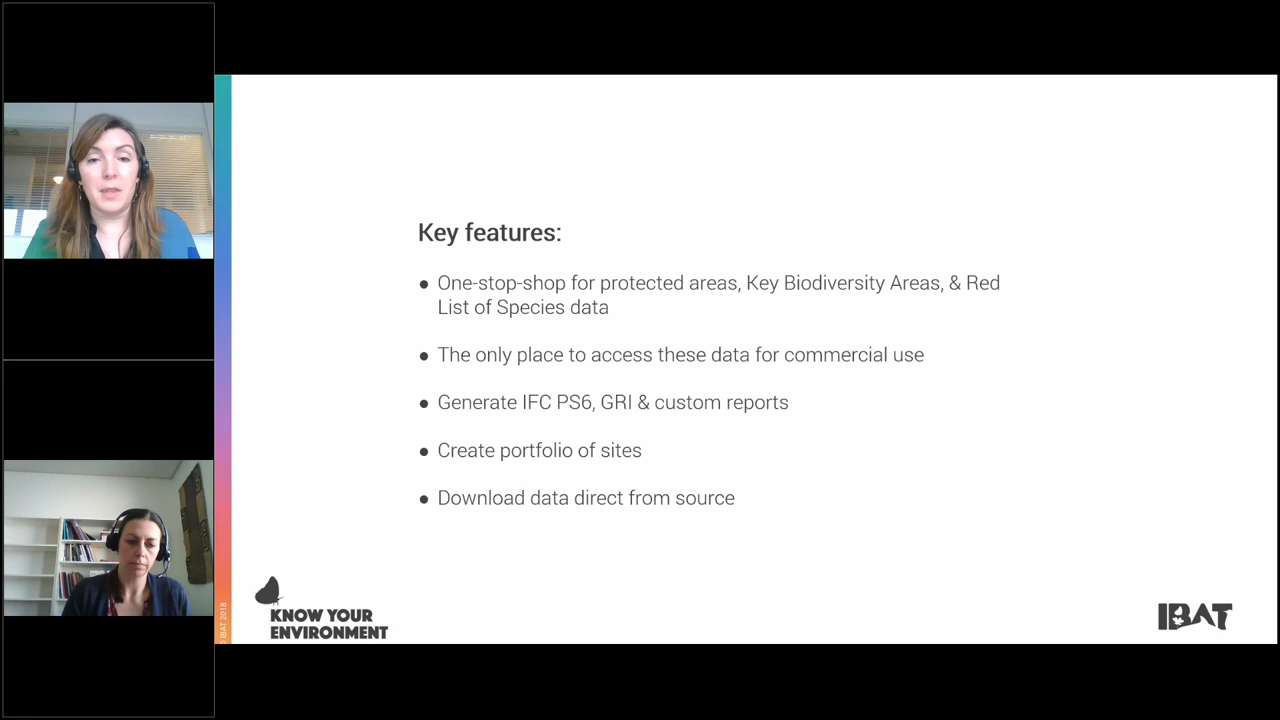 Key features:
● One-stop-shop for protected areas, Key Biodiversity Areas, & Red
List of Species data
● The only place to access these data for commercial use
● Generate IFC PS6, GRI & custom reports
● Create portfolio of sites
● Download data direct from source
© IBAT 2018
KNOW YOUR
ENVIRONMENT
IBAT